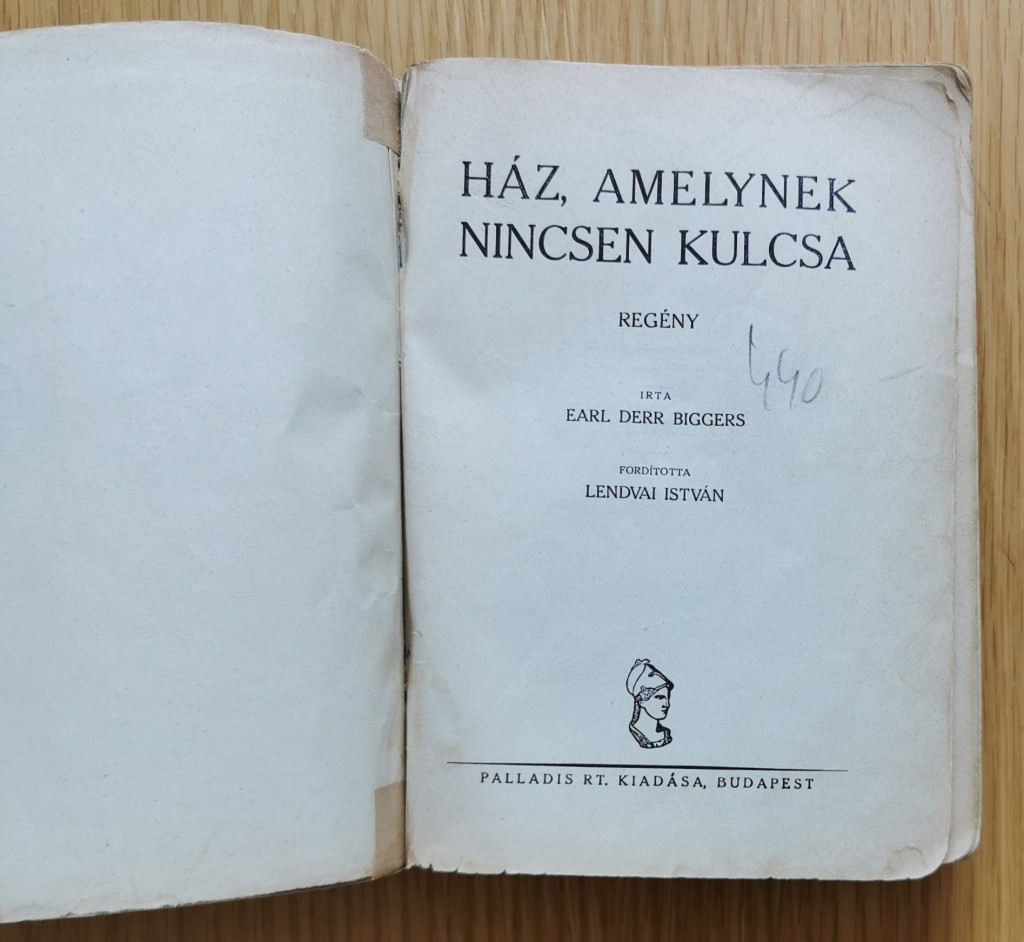 HÁZ, AMELYNEK
NINCSEN KULCSA
REGÉNY
440
IRTA
EARL DERR BIGGERS
FORDÍTOTTA
LENDVAI ISTVÁN
PALLADIS RT. KIADÁSA, BUDAPEST